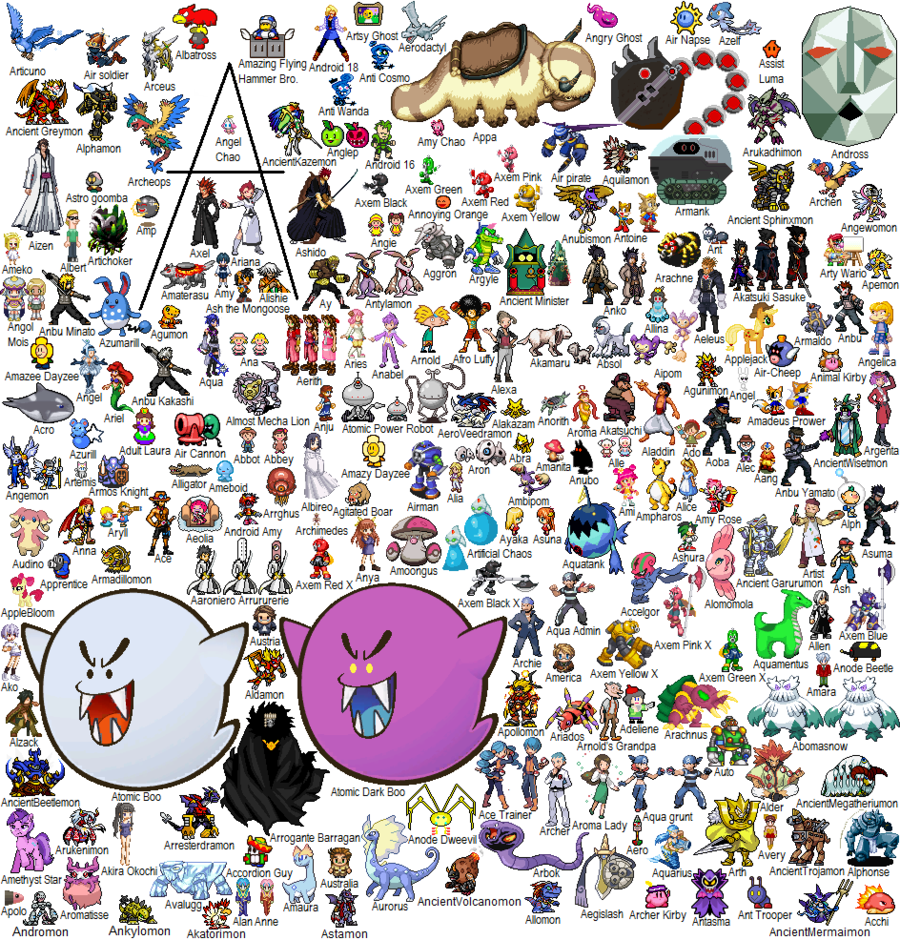 Articuno
Air soldier
Arceus
Albatross
Amazing Flying
Hammer Bro.
Android 18
Artsy Ghost
Anti Cosmo
Aerodactyl
Angry Ghost
Air Napse
Azelf
Assist
Luma
Andross
Ancient Greymon
Alphamon
Archeops
Angel
Chao
AncientKazemon
Anti Wanda
Anglep
Android 16
Amy Chao
Appa
Air pirate
Aquilamon
Armank
Arukadhimon
Archen
Ancient Sphinxmon
Angewomon
Aizen
Astro goomba
Amp
Albert
Artichoker
Axel
Ariana
Ashido
Axem Black
Axem Green
Axem Red
Axem Pink
Axem Yellow
Annoying Orange
Angie
Aggron
Argyle
Ancient Minister
Anubismon
Antoine
Anko
Arachne
Ant
Akatsuki Sasuke
Arty Wario
Apemon
Ameko
Angol
Mois
Anbu Minato
Azumarill
Amaterasu
Amy
Alishie
Ash the Mongoose
Ay
Antylamon
Agumon
Aqua
Ana
Aerith
Aries
Anabel
Arnold
Afro Luffy
Alexa
Akamaru
Absol
Allina
Aipom
Aeleus
Applejack
Air-Cheep
Armaldo
Anbu
Angelica
Animal Kirby
Amazee Dayzee
Angel
Ariel
Anbu Kakashi
Almost Mecha Lion
Anju
Atomic Power Robot
AeroVeedramon
Alakazam
Anorith
Aroma
Akatsuchi
Aladdin
Ado
Agunimon
Angel
Amadeus Prower
Aoba
Alec
Aang
AncientWisetmon
Argenta
Acro
Azurill
Adult Laura
Air Cannon
Abbot
Abbey
Albireo
Amazy Dayzee
Airman
Aron
Abra
Alia
Ambipom
Amanita
Anubo
Alle
Ami
Ampharos
Alice
Amy Rose
Anbu Yamato
Alph
Asuma
Angemon
Artemis
Armos Knight
Alligator
Ameboid
Arrghus
Agitated Boar
Archimedes
Audino
Anna
Aryll
Ace
Aeolia
Android Amy
Axem Red X
Anya
Amoongus
Artificial Chaos
Ayaka
Asuna
Aquatank
Ashura
Alomomola
Ancient Garurumon
Artist
Ash
Apprentice
Armadillomon
Aaroniero
Arrurureie
Axem Black X
Aqua Admin
Accelgor
Axem Pink X
Axem Green X
Aquamentus
Allen
Axem Blue
Anode Beetle
Amara
AppleBloom
Ako
Austria
Aldamon
Archie
America
Axem Yellow X
Abomasnow
Alzack
Apollomon
Ariados
Adeliene
Arnold's Grandpa
Arachnus
Auto
AncientBeetlemon
Atomic Boo
Atomic Dark Boo
Ace Trainer
Archer
Aroma Lady
Aqua grunt
Alder
AncientMegatheriumon
Amethyst Star
Arukenimon
Akira Okochi
Arresterdramon
Arrogante Barragan
Anode Dweevil
Arbok
Aero
Aquarius
Arth
Avery
AncientTrojamon
Alphonse
Accordion Guy
Apolo
Andromon
Aromatisse
Ankylomon
Avalugg
Akatorimon
Alan
Anne
Amaura
Australia
Astamon
Aurorus
AncientVolcanomon
Allomon
Aegislash
Archer Kirby
Antasma
Ant Trooper
AncientMermaimon
Acchi